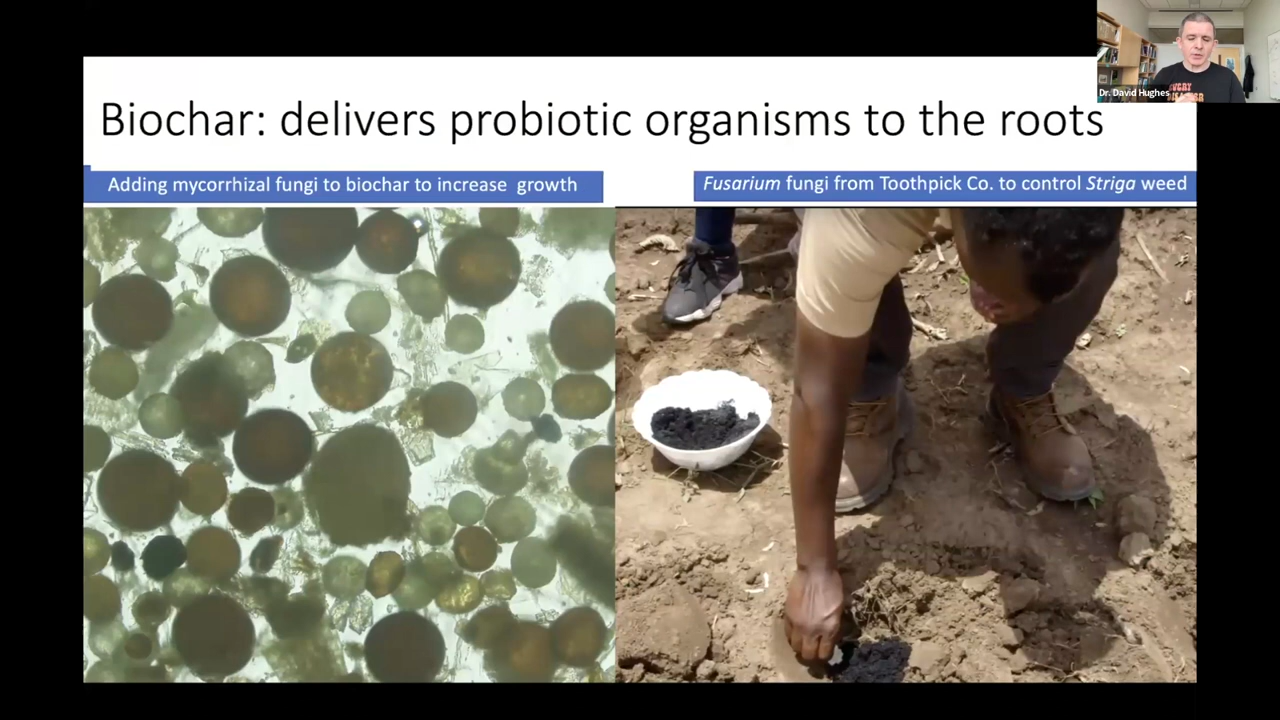 Biochar: delivers probiotic organisms to the roots
Adding mycorrhizal fungi to biochar to increase growth
Fusarium fungi from Toothpick Co. to control Striga weed
Dr. David Hughes